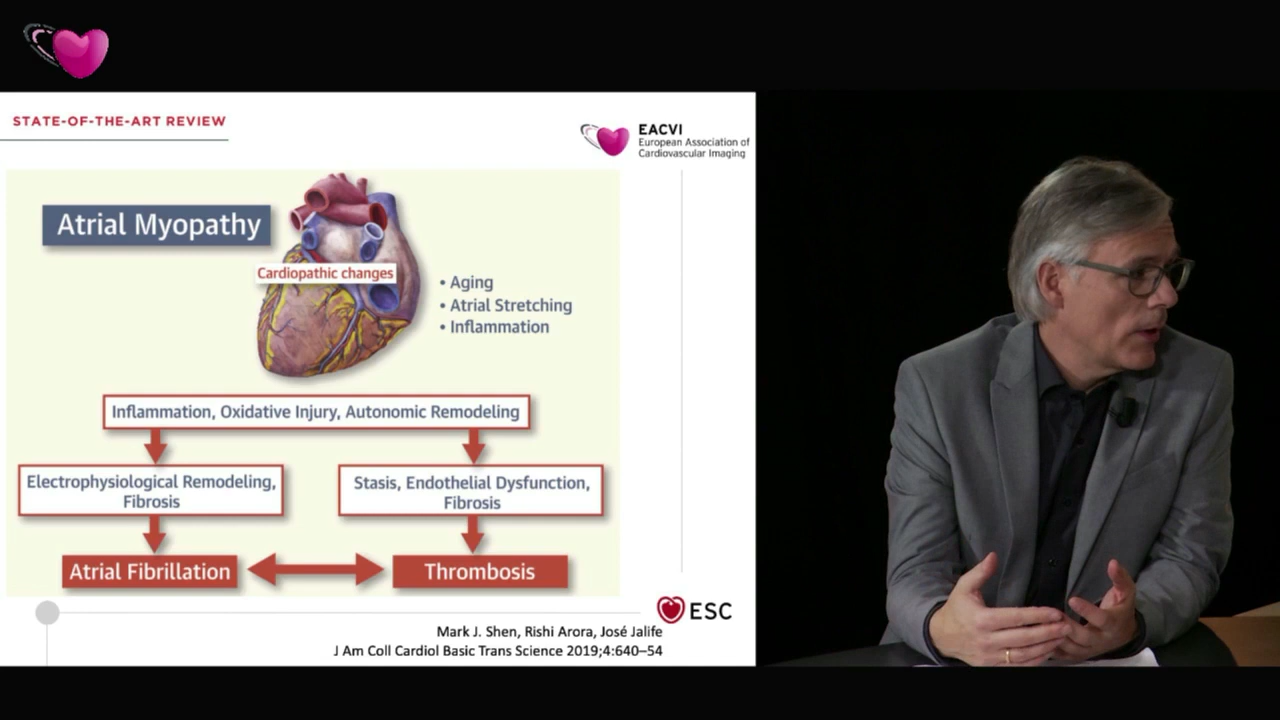 STATE-OF-THE-ART REVIEW
EACVI
European Association of
Cardiovascular Imaging
Atrial Myopathy
Cardiopathic changes
• Aging
• Atrial Stretching
• Inflammation
Inflammation, Oxidative Injury, Autonomic Remodeling
Electrophysiological Remodeling,
Fibrosis
Stasis, Endothelial Dysfunction,
Fibrosis
Atrial Fibrillation
Thrombosis
ESC
Mark J. Shen, Rishi Arora, José Jalife
J Am Coll Cardiol Basic Trans Science 2019;4:640–54